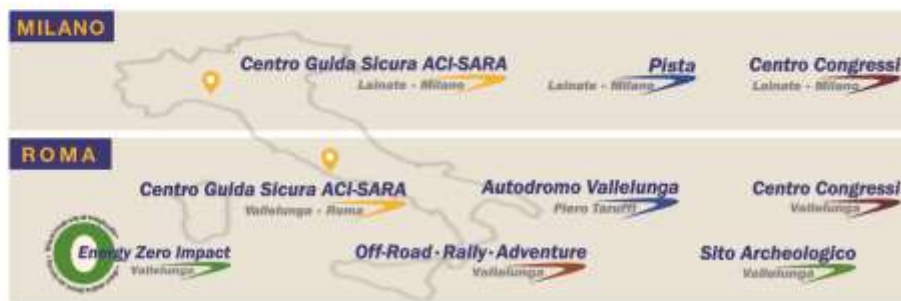 MILANO
Centro Guida Sicura ACI-SARA
Lainate - Milano
Pista
Lainate - Milano
Centro Congressi
Lainate - Milano
ROMA
Centro Guida Sicura ACI-SARA
Vallelunga - Roma
Autodromo Vallelunga
Piero Taruffi
Centro Congressi
Vallelunga
Energy Zero Impact
Vallelunga
Off-Road - Rally - Adventure
Vallelunga
Sito Archeologico
Vallelunga